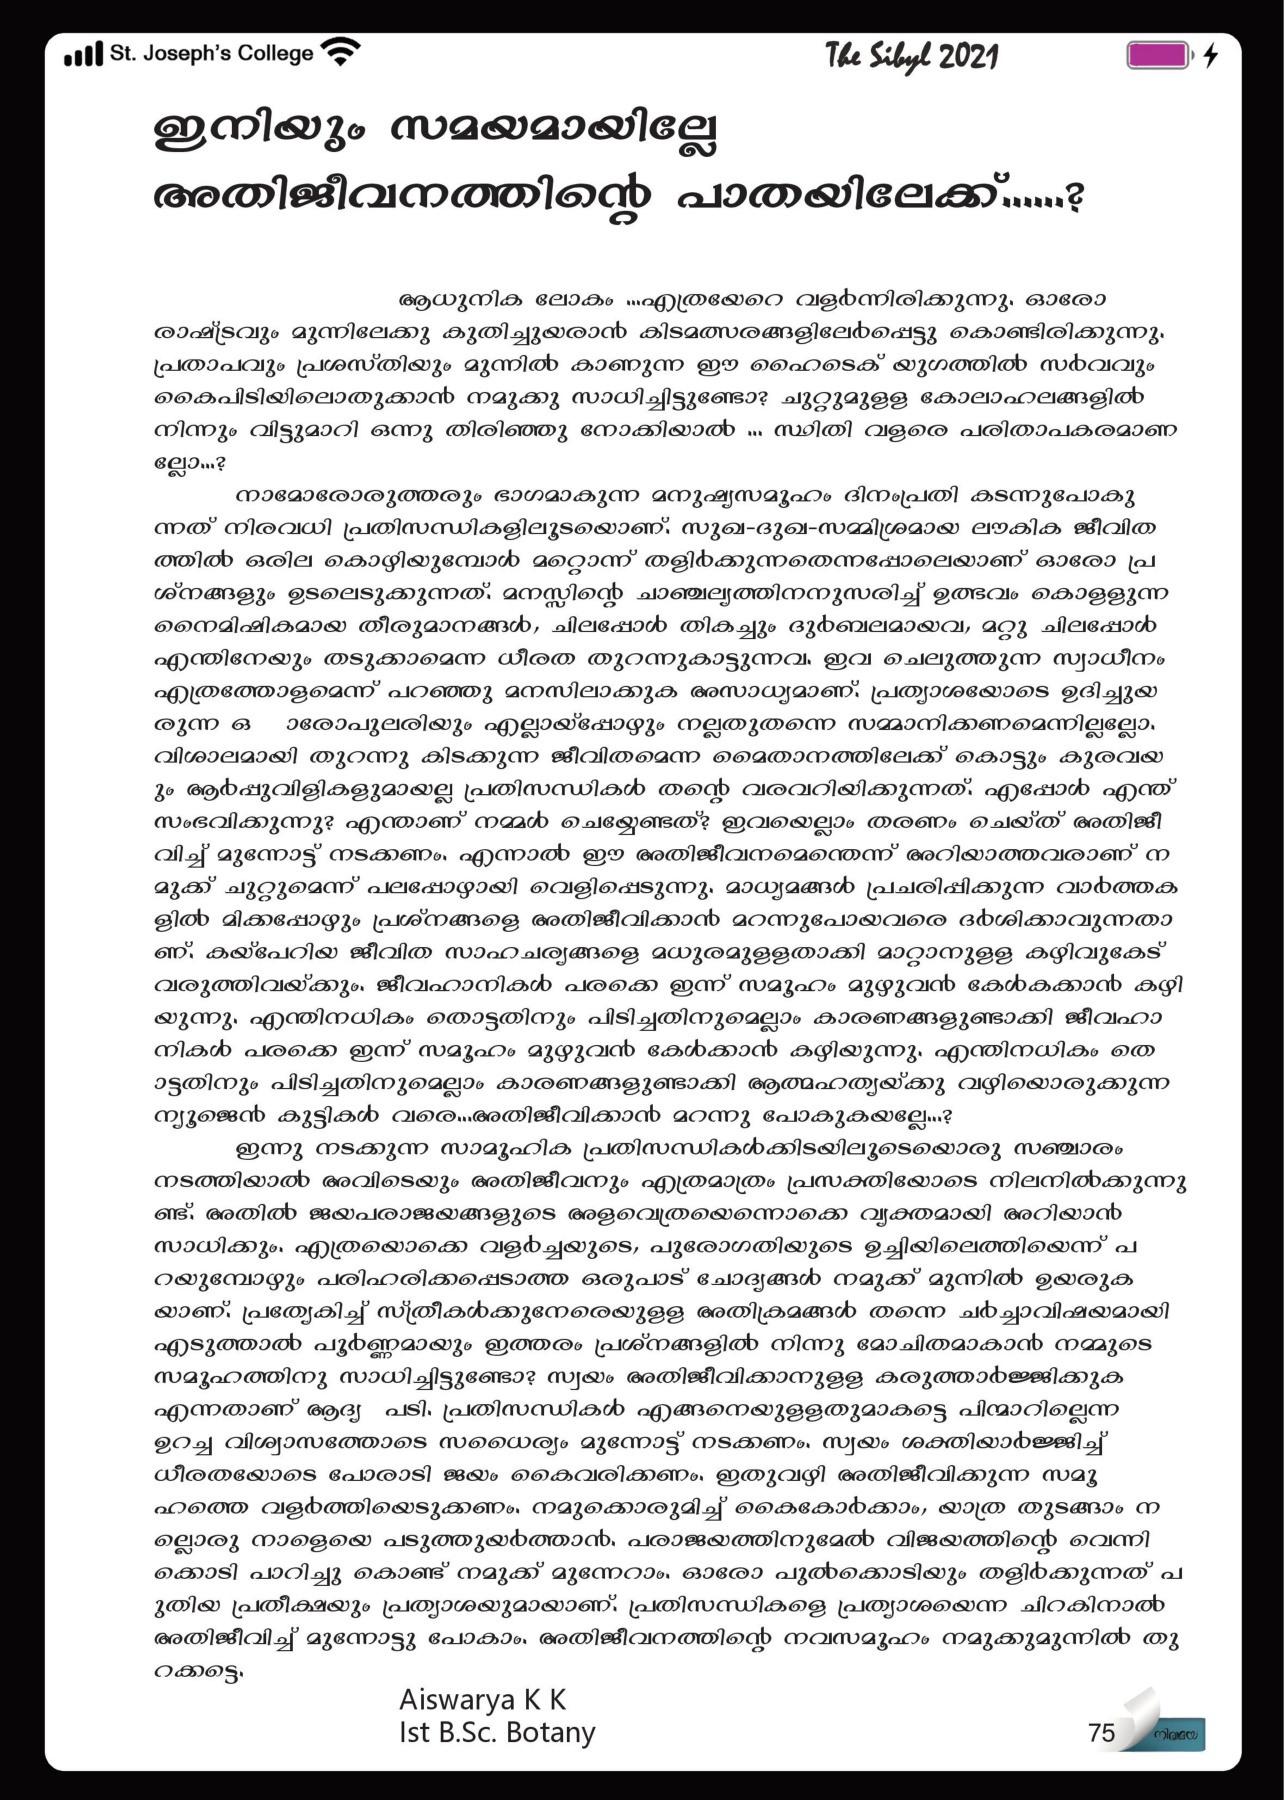 St. Joseph's College
The Sibyl 2021
ഇനിയും സമയമായില്ലേ
അതിജീവനത്തിന്റെ പാതയിലേക്ക്......?
ആധുനിക ലോകം ...എത്രയേറെ വളർന്നിരിക്കുന്നു. ഓരോ
രാഷ്ട്രവും മുന്നിലേക്കു കുതിച്ചുയരാൻ കിടമത്സരങ്ങളിലേർപ്പെട്ടു കൊണ്ടിരിക്കുന്നു.
പ്രതാപവും പ്രശസ്തിയും മുന്നിൽ കാണുന്ന ഈ ഹൈടെക് യുഗത്തിൽ സർവവും
കൈപിടിയിലൊതുക്കാൻ നമുക്കു സാധിച്ചിട്ടുണ്ടോ? ചുറ്റുമുളള കോലാഹലങ്ങളിൽ
നിന്നും വിട്ടുമാറി ഒന്നു തിരിഞ്ഞു നോക്കിയാൽ ... സ്ഥിതി വളരെ പരിതാപകരമാണ
ല്ലോ...?
നാമോരോരുത്തരും ഭാഗമാകുന്ന മനുഷ്യസമൂഹം ദിനംപ്രതി കടന്നുപോകു
ന്നത് നിരവധി പ്രതിസന്ധികളിലൂടയൊണ്. സുഖ-ദുഖ-സമ്മിശ്രമായ ലൗകിക ജീവിത
ത്തിൽ ഒരില കൊഴിയുമ്പോൾ മറ്റൊന്ന് തളിർക്കുന്നതെന്നപ്പോലെയാണ് ഓരോ പ്ര
ശ്നങ്ങളും ഉടലെടുക്കുന്നത്. മനസ്സിന്റെ ചാഞ്ചല്യത്തിനനുസരിച്ച് ഉത്ഭവം കൊളളുന്ന
നൈമിഷികമായ തീരുമാനങ്ങൾ, ചിലപ്പോൾ തികച്ചും ദുർബലമായവ, മറ്റു ചിലപ്പോൾ
എന്തിനേയും തടുക്കാമെന്ന ധീരത തുറന്നുകാട്ടുന്നവ. ഇവ ചെലുത്തുന്ന സ്വാധീനം
എത്രത്തോളമെന്ന് പറഞ്ഞു മനസിലാക്കുക അസാധ്യമാണ്. പ്രത്യാശയോടെ ഉദിച്ചുയ
രുന്ന ഒ ാരോപുലരിയും എല്ലായ്പ്പോഴും നല്ലതുതന്നെ സമ്മാനിക്കണമെന്നില്ലല്ലോ.
വിശാലമായി തുറന്നു കിടക്കുന്ന ജീവിതമെന്ന മൈതാനത്തിലേക്ക് കൊട്ടും കുരവയ
ും ആർപ്പുവിളികളുമായല്ല പ്രതിസന്ധികൾ തന്റെ വരവറിയിക്കുന്നത്. എപ്പോൾ എന്ത്
സംഭവിക്കുന്നു? എന്താണ് നമ്മൾ ചെയ്യേണ്ടത്? ഇവയെല്ലാം തരണം ചെയ്ത് അതിജീ
വിച്ച് മുന്നോട്ട് നടക്കണം. എന്നാൽ ഈ അതിജീവനമെന്തെന്ന് അറിയാത്തവരാണ് ന
മുക്ക് ചുറ്റുമെന്ന് പലപ്പോഴായി വെളിപ്പെടുന്നു. മാധ്യമങ്ങൾ പ്രചരിപ്പിക്കുന്ന വാർത്തക
ളിൽ മിക്കപ്പോഴും പ്രശ്നങ്ങളെ അതിജീവിക്കാൻ മറന്നുപോയവരെ ദർശിക്കാവുന്നതാ
ണ്. കയ്പേറിയ ജീവിത സാഹചര്യങ്ങളെ മധുരമുളളതാക്കി മാറ്റാനുളള കഴിവുകേട്
വരുത്തിവയ്ക്കും. ജീവഹാനികൾ പരക്കെ ഇന്ന് സമൂഹം മുഴുവൻ കേൾകക്കാൻ കഴി
യുന്നു. എന്തിനധികം തൊട്ടതിനും പിടിച്ചതിനുമെല്ലാം കാരണങ്ങളുണ്ടാക്കി ജീവഹാ
നികൾ പരക്കെ ഇന്ന് സമൂഹം മുഴുവൻ കേൾക്കാൻ കഴിയുന്നു. എന്തിനധികം തെ
ാട്ടതിനും പിടിച്ചതിനുമെല്ലാം കാരണങ്ങളുണ്ടാക്കി ആത്മഹത്യയ്ക്കു വഴിയൊരുക്കുന്ന
ന്യൂജെൻ കുട്ടികൾ വരെ...അതിജീവിക്കാൻ മറന്നു പോകുകയല്ലേ...?
ഇന്നു നടക്കുന്ന സാമൂഹിക പ്രതിസന്ധികൾക്കിടയിലൂടെയൊരു സഞ്ചാരം
നടത്തിയാൽ അവിടെയും അതിജീവനും എത്രമാത്രം പ്രസക്തിയോടെ നിലനിൽക്കുന്നു
ണ്ട്. അതിൽ ജയപരാജയങ്ങളുടെ അളവെത്രയെന്നൊക്കെ വ്യക്തമായി അറിയാൻ
സാധിക്കും. എത്രയൊക്കെ വളർച്ചയുടെ, പുരോഗതിയുടെ ഉച്ചിയിലെത്തിയെന്ന് പ
റയുമ്പോഴും പരിഹരിക്കപ്പെടാത്ത ഒരുപാട് ചോദ്യങ്ങൾ നമുക്ക് മുന്നിൽ ഉയരുക
യാണ്. പ്രത്യേകിച്ച് സ്ത്രീകൾക്കുനേരെയുളള അതിക്രമങ്ങൾ തന്നെ ചർച്ചാവിഷയമായി
എടുത്താൽ പൂർണ്ണമായും ഇത്തരം പ്രശ്നങ്ങളിൽ നിന്നു മോചിതമാകാൻ നമ്മുടെ
സമൂഹത്തിനു സാധിച്ചിട്ടുണ്ടോ? സ്വയം അതിജീവിക്കാനുളള കരുത്താർജ്ജിക്കുക
എന്നതാണ് ആദ്യ പടി. പ്രതിസന്ധികൾ എങ്ങനെയുളളതുമാകട്ടെ പിന്മാറില്ലെന്ന
ഉറച്ച വിശ്വാസത്തോടെ സധൈര്യം മുന്നോട്ട് നടക്കണം. സ്വയം ശക്തിയാർജ്ജിച്ച്
ധീരതയോടെ പോരാടി ജയം കൈവരിക്കണം. ഇതുവഴി അതിജീവിക്കുന്ന സമൂ
ഹത്തെ വളർത്തിയെടുക്കണം. നമുക്കൊരുമിച്ച് കൈകോർക്കാം, യാത്ര തുടങ്ങാം ന
ല്ലൊരു നാളെയെ പടുത്തുയർത്താൻ. പരാജയത്തിനുമേൽ വിജയത്തിന്റെ വെന്നി
ക്കൊടി പാറിച്ചു കൊണ്ട് നമുക്ക് മുന്നേറാം. ഓരോ പുൽക്കൊടിയും തളിർക്കുന്നത് പ
ുതിയ പ്രതീക്ഷയും പ്രത്യാശയുമായാണ്. പ്രതിസന്ധികളെ പ്രത്യാശയെന്ന ചിറകിനാൽ
അതിജീവിച്ച് മുന്നോട്ടു പോകാം. അതിജീവനത്തിന്റെ നവസമൂഹം നമുക്കുമുന്നിൽ തു
റക്കട്ടെ.
Aiswarya K K
Ist B.Sc. Botany
75